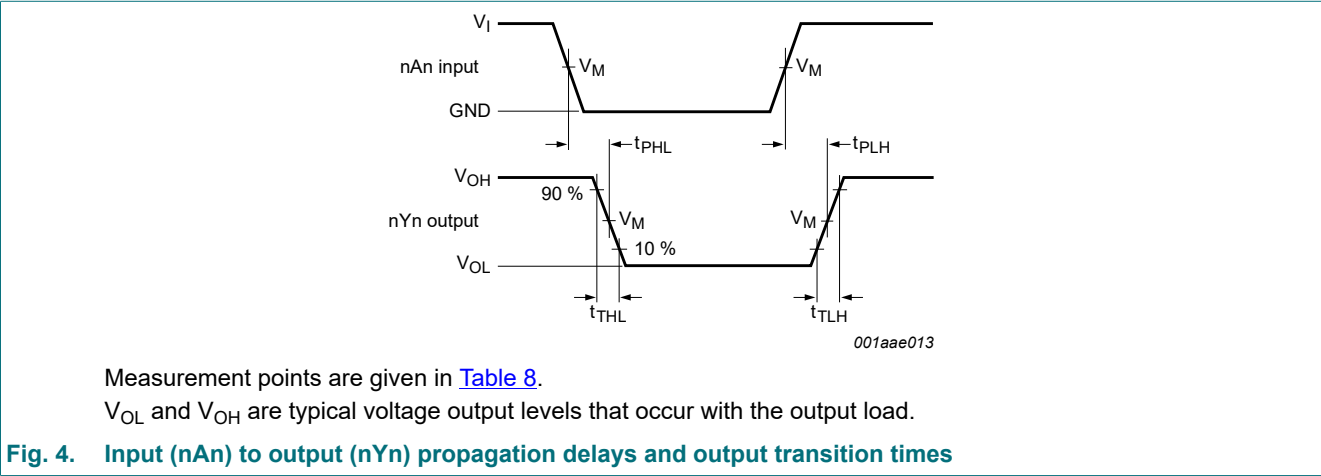 VI
nAn input
VM
VM
GND
tPHL
tPLH
VOH
90 %
nYn output
VM
VM
10 %
VOL
tTHL
tTLH
001aae013
Measurement points are given in Table 8.
VOL and VOH are typical voltage output levels that occur with the output load.
Fig. 4. Input (nAn) to output (nYn) propagation delays and output transition times